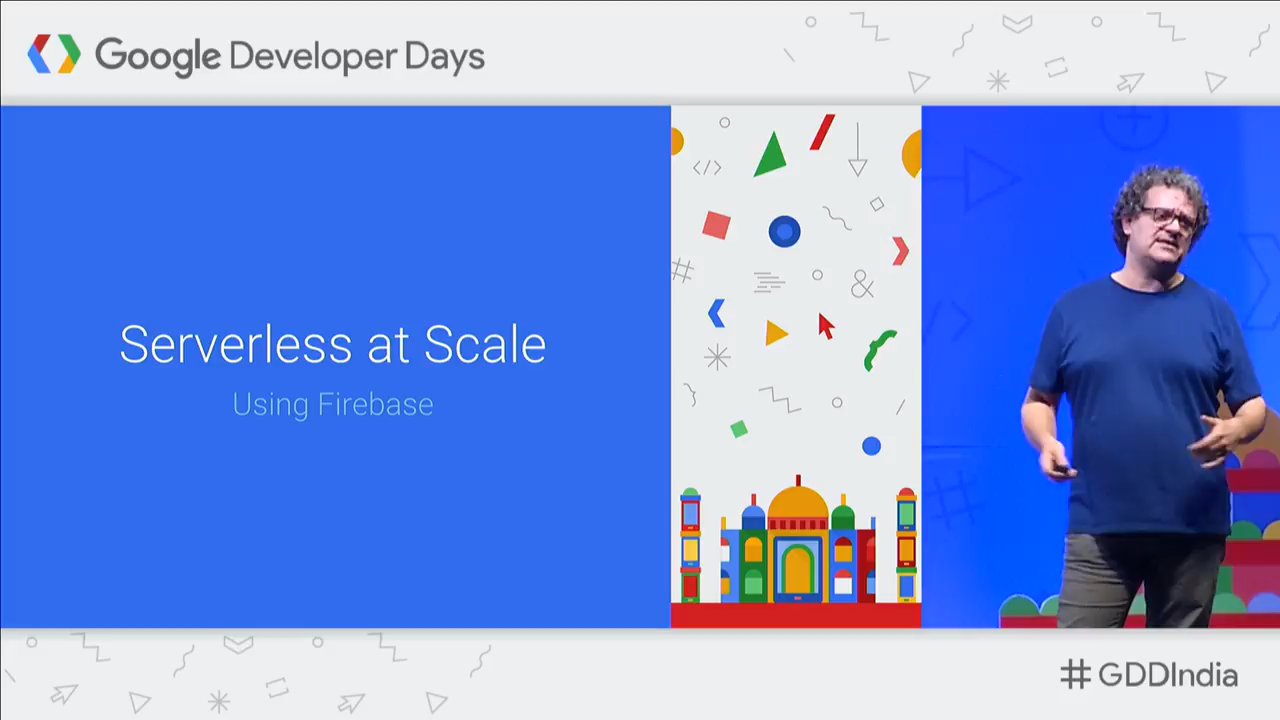 Google Developer Days
Serverless at Scale
Using Firebase
#GDDIndia